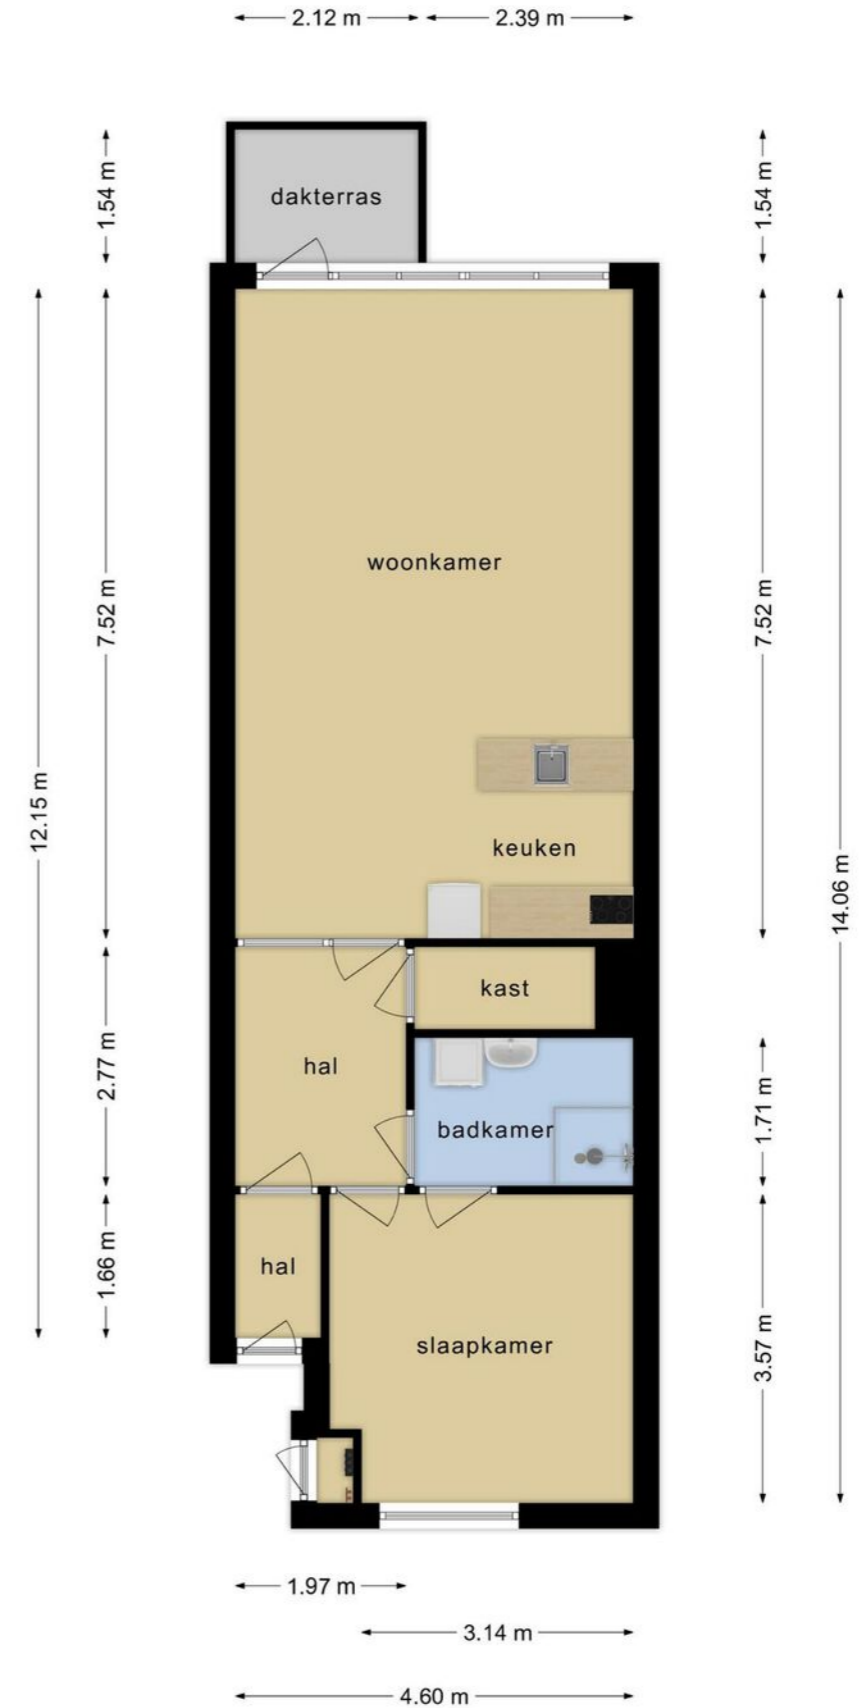 2.12 m
2.39 m
1.54 m
dakterras
1.54 m
woonkamer
7.52 m
7.52 m
12.15 m
keuken
14.06 m
kast
hal
2.77 m
badkamer
1.71 m
hal
1.66 m
slaapkamer
3.57 m
1.97 m
3.14 m
4.60 m